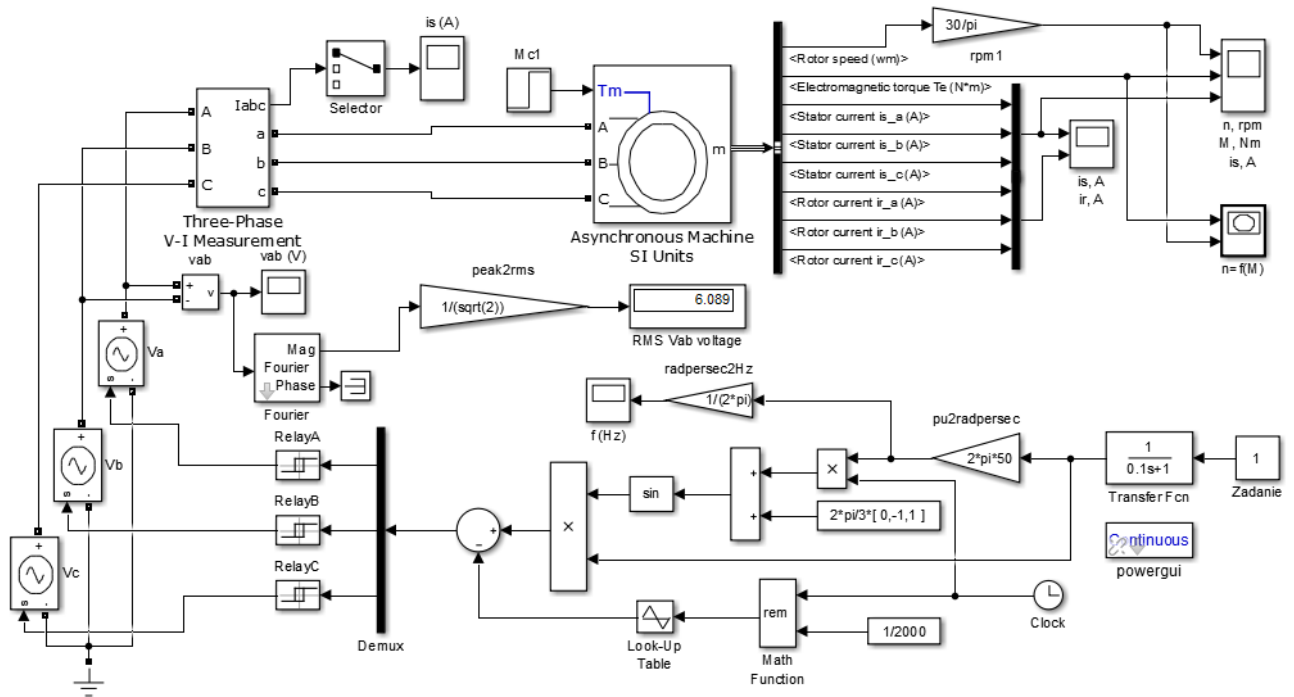 is (A)
Selector
Mc1
30/pi
rpm1
<Rotor speed (wm)>
<Electromagnetic torque Te (N*m)>
<Stator current is_a (A)>
<Stator current is_b (A)>
<Stator current is_c (A)>
<Rotor current ir_a (A)>
<Rotor current ir_b (A)>
<Rotor current ir_c (A)>
n, rpm
M, Nm
is, A
is, A
ir, A
n= f(M)
Iabc
A
B
C
a
b
c
Three-Phase
V-I Measurement
Tm
A
B
C
m
Asynchronous Machine
SI Units
vab
+
-
v
vab (V)
peak2rms
1/(sqrt(2))
6.089
RMS Vab voltage
Mag
Fourier
Phase
Fourier
+
s
-
Va
+
s
-
Vb
+
s
-
Vc
RelayA
RelayB
RelayC
Demux
radpersec2Hz
1/(2*pi)
f(Hz)
pu2radpersec
2*pi*50
1
0.1s+1
Transfer Fcn
1
Zadanie
×
+
+
sin
2*pi/3*[ 0,-1,1 ]
×
−
Continuous
powergui
Clock
rem
Math
Function
1/2000
Look-Up
Table